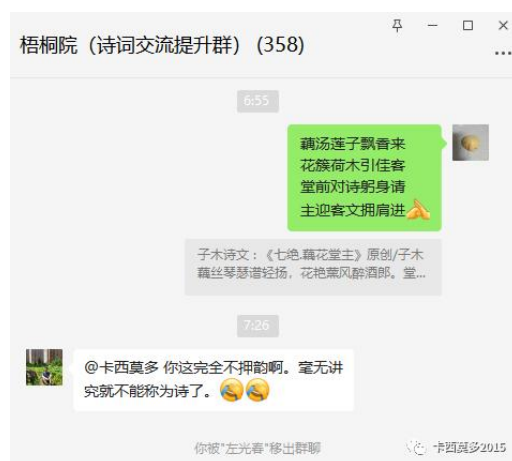 梧桐院（诗词交流提升群）(358)
6:55
藕汤莲子飘香来
花簇荷木引佳客
堂前对诗躬身请
主迎客文拥肩进
子木诗文：《七绝.藕花堂主》原创/子木
藕丝琴瑟谱轻扬，花艳薰风醉酒郎。堂...
7:26
@卡西莫多 你这完全不押韵啊。毫无讲
究就不能称为诗了。
你被"左光春"移出群聊
卡西莫多2015